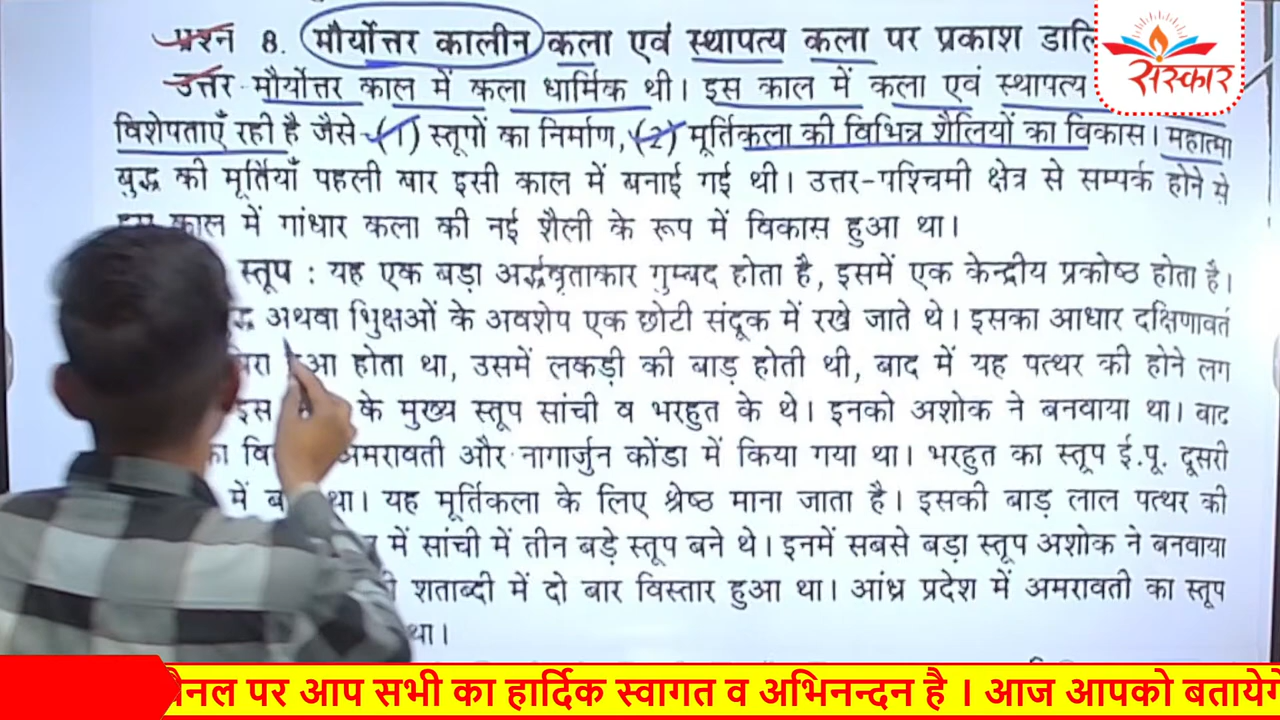 प्रश्न 8. मौर्योत्तर कालीन कला एवं स्थापत्य कला पर प्रकाश डालि
संस्कार
उत्तर मौर्योत्तर काल में कला धार्मिक थी। इस काल में कला एवं स्थापत्य
विशेषताएँ रही है जैसे (1) स्तूपों का निर्माण, (2) मूर्तिकला की विभिन्न शैलियों का विकास। महात्मा
बुद्ध की मूर्तियाँ पहली बार इसी काल में बनाई गई थी। उत्तर-पश्चिमी क्षेत्र से सम्पर्क होने से
काल में गांधार कला की नई शैली के रूप में विकास हुआ था।
स्तूप : यह एक बड़ा अर्द्धवृताकार गुम्बद होता है, इसमें एक केन्द्रीय प्रकोष्ठ होता है।
अथवा भिुक्षओं के अवशेष एक छोटी संदूक में रखे जाते थे। इसका आधार दक्षिणावर्त
होता था, उसमें लकड़ी की बाड़ होती थी, बाद में यह पत्थर की होने लग
इस के मुख्य स्तूप सांची व भरहुत के थे। इनको अशोक ने बनवाया था। बाद
अमरावती और नागार्जुन कोंडा में किया गया था। भरहुत का स्तूप ई.पू. दूसरी
में था। यह मूर्तिकला के लिए श्रेष्ठ माना जाता है। इसकी बाड़ लाल पत्थर की
में सांची में तीन बड़े स्तूप बने थे। इनमें सबसे बड़ा स्तूप अशोक ने बनवाया
शताब्दी में दो बार विस्तार हुआ था। आंध्र प्रदेश में अमरावती का स्तूप
था।
नल पर आप सभी का हार्दिक स्वागत व अभिनन्दन है । आज आपको बतायेगे